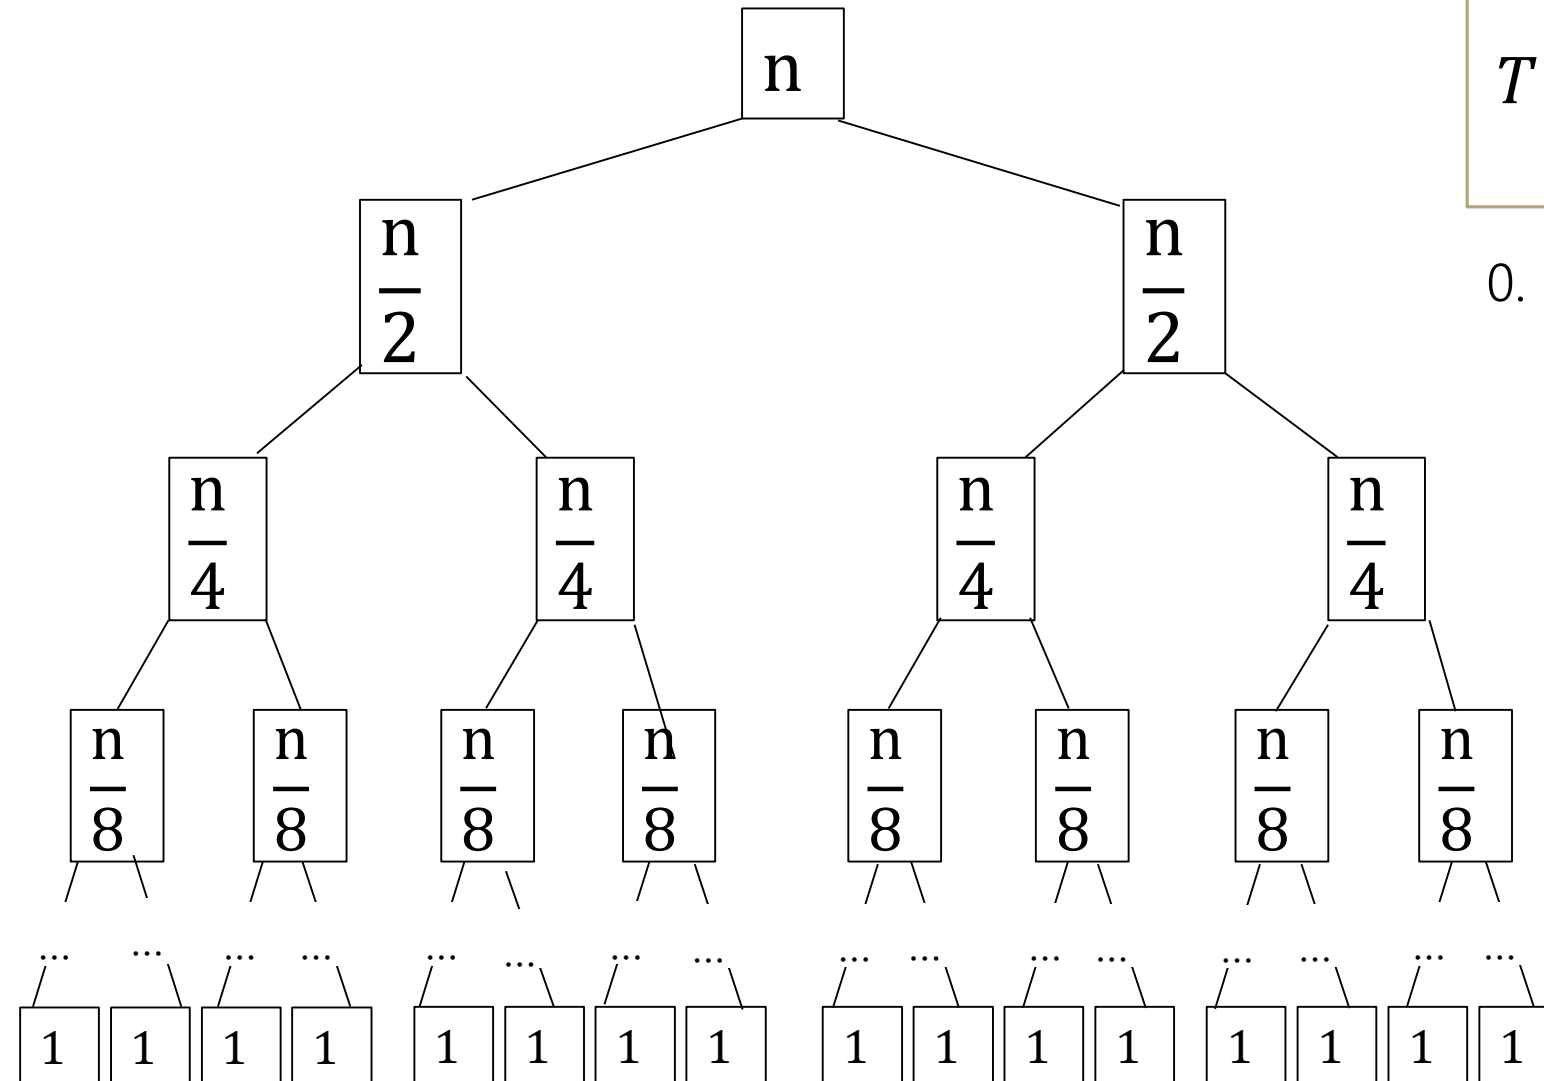 n
T
n/2 n/2
0.
n/4 n/4 n/4 n/4
n/8 n/8 n/8 n/8 n/8 n/8 n/8 n/8
... ... ... ... ... ... ... ... ... ... ... ... ... ... ... ...
1 1 1 1 1 1 1 1 1 1 1 1 1 1 1 1